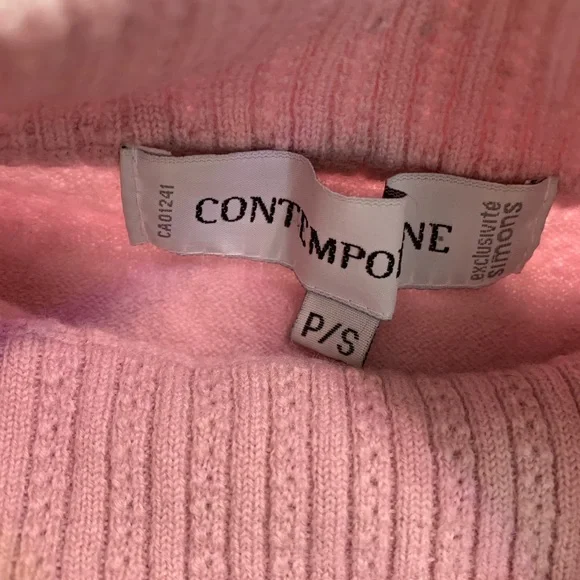 CA01241
CONTEMPO NE
exclusivité
simons
P/S